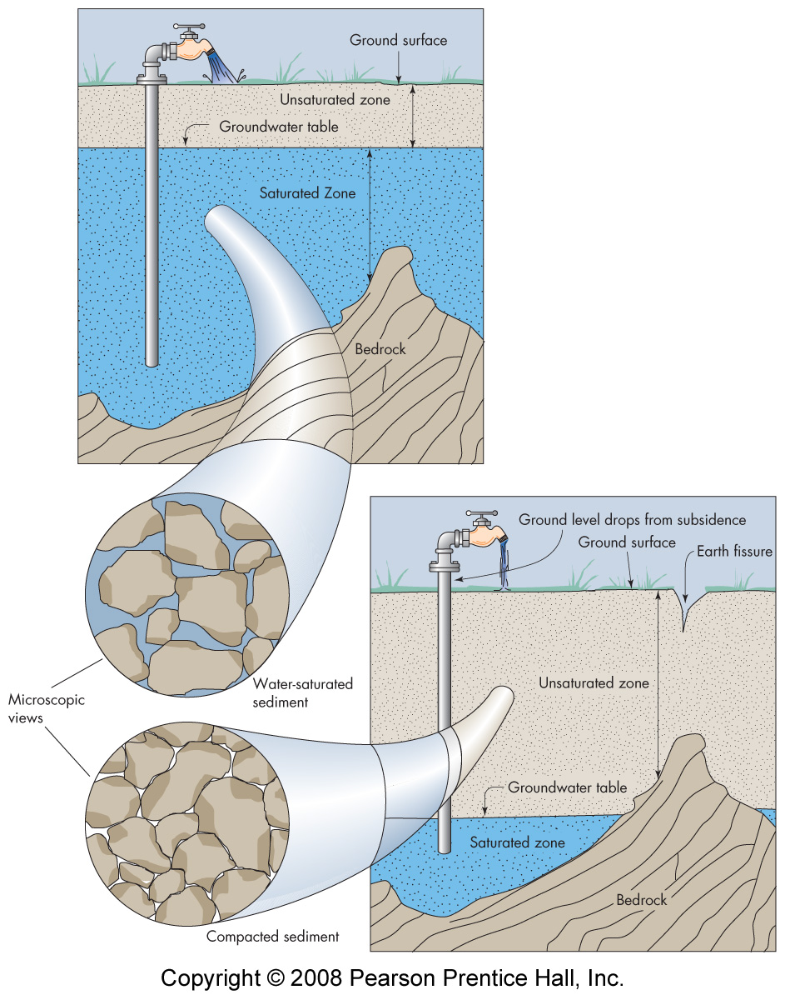 Ground surface
Unsaturated zone
Groundwater table
Saturated Zone
Bedrock
Ground level drops from subsidence
Ground surface
Earth fissure
Water-saturated
sediment
Unsaturated zone
Microscopic
views
Groundwater table
Saturated zone
Bedrock
Compacted sediment
Copyright © 2008 Pearson Prentice Hall, Inc.